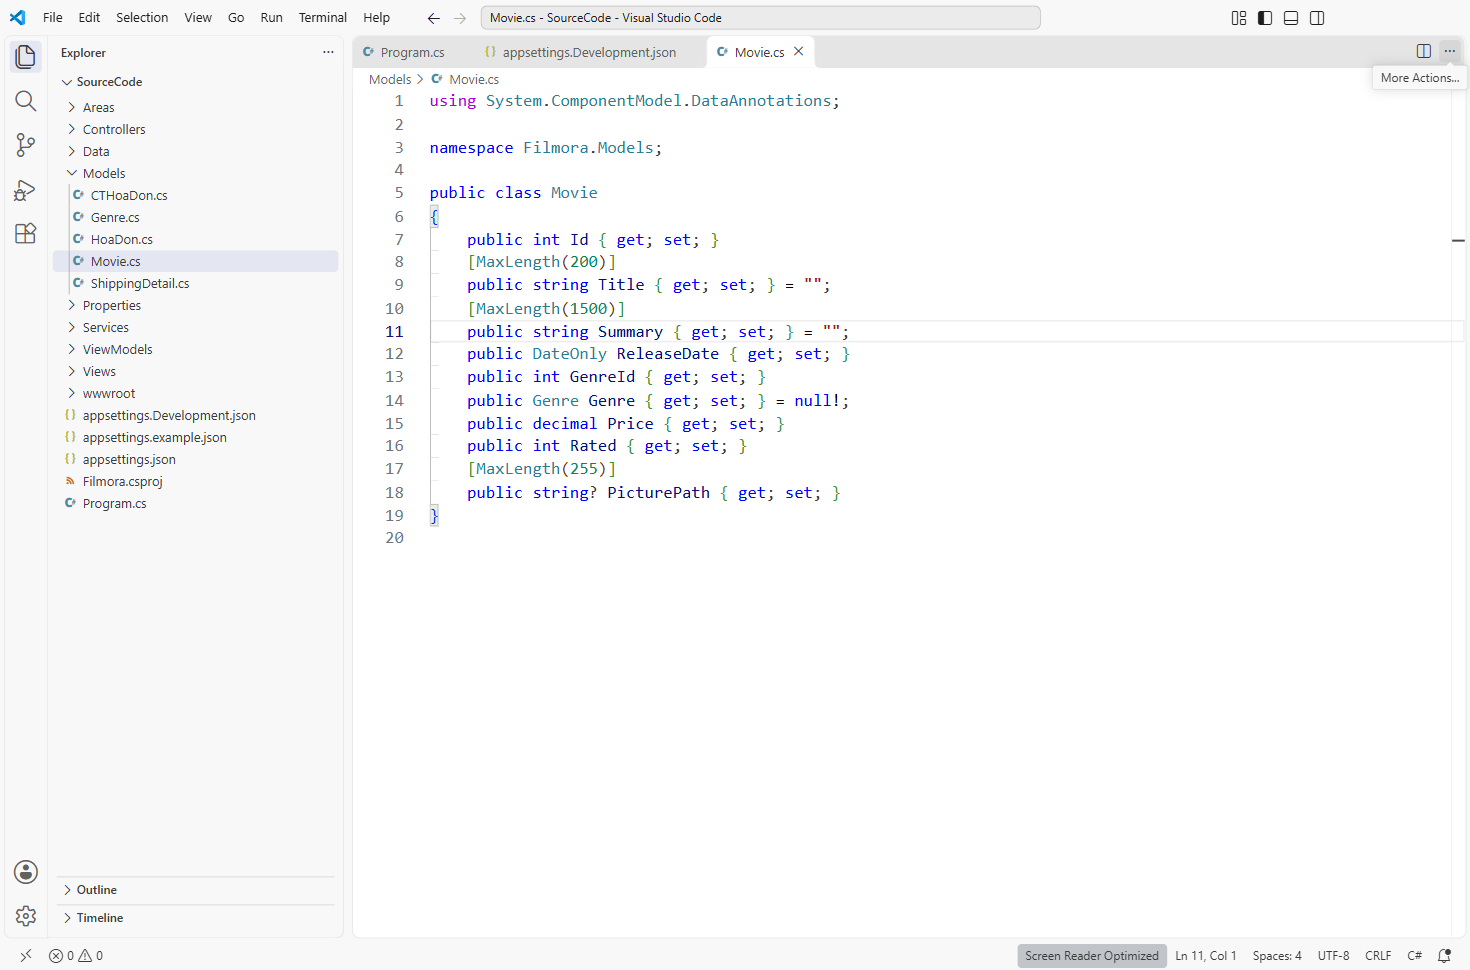 File Edit Selection View Go Run Terminal Help
Movie.cs - SourceCode - Visual Studio Code
Explorer
SourceCode
Areas
Controllers
Data
Models
CTHoaDon.cs
Genre.cs
HoaDon.cs
Movie.cs
ShippingDetail.cs
Properties
Services
ViewModels
Views
wwwroot
appsettings.Development.json
appsettings.example.json
appsettings.json
Filmora.csproj
Program.cs
Outline
Timeline
Program.cs appsettings.Development.json Movie.cs
More Actions...
Models > Movie.cs
1 using System.ComponentModel.DataAnnotations;
2
3 namespace Filmora.Models;
4
5 public class Movie
6 {
7 public int Id { get; set; }
8 [MaxLength(200)]
9 public string Title { get; set; } = "";
10 [MaxLength(1500)]
11 public string Summary { get; set; } = "";
12 public DateOnly ReleaseDate { get; set; }
13 public int GenreId { get; set; }
14 public Genre Genre { get; set; } = null!;
15 public decimal Price { get; set; }
16 public int Rated { get; set; }
17 [MaxLength(255)]
18 public string? PicturePath { get; set; }
19 }
20
0 0 Screen Reader Optimized Ln 11, Col 1 Spaces: 4 UTF-8 CRLF C#